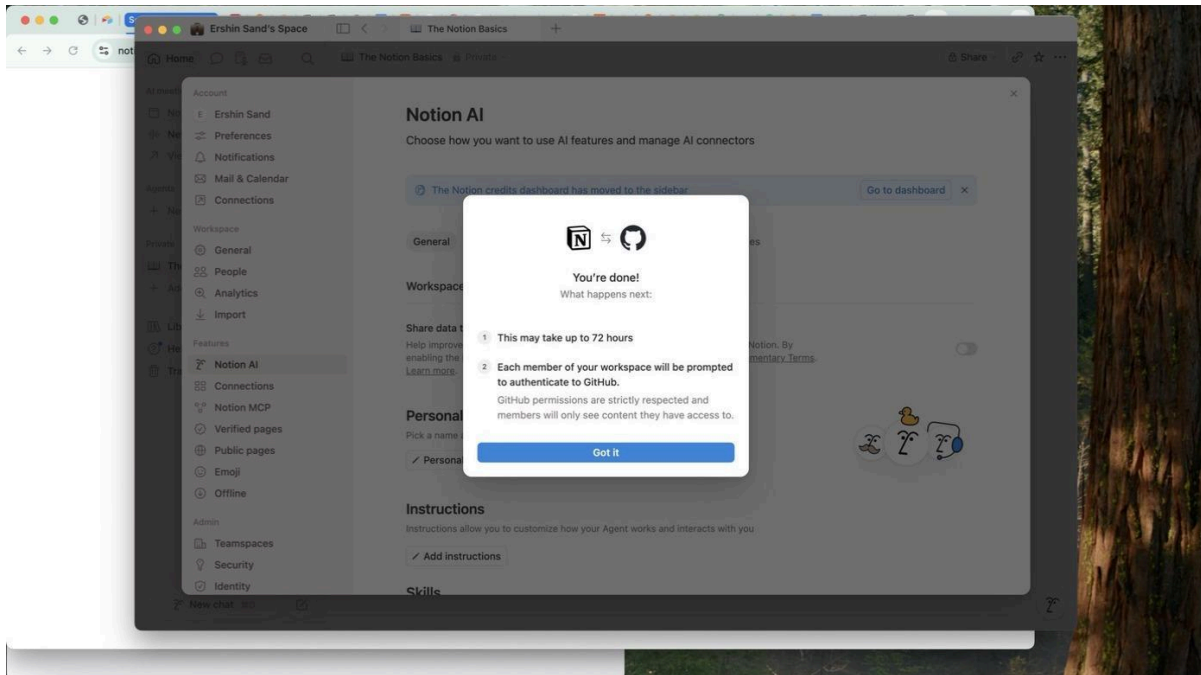 Ershin Sand's Space
The Notion Basics
not
Home
The Notion Basics
Private
Share
Account
Ershin Sand
Preferences
Notifications
Mail & Calendar
Connections
Workspace
General
People
Analytics
Import
Features
Notion AI
Connections
Notion MCP
Verified pages
Public pages
Emoji
Offline
Admin
Teamspaces
Security
Identity
New chat
Notion AI
Choose how you want to use AI features and manage AI connectors
The Notion credits dashboard has moved to the sidebar
Go to dashboard
General
Workspace
Share data t
Help improve
Notion. By
enabling the
mentary Terms.
Learn more.
Personal
Pick a name
Personal
Instructions
Instructions allow you to customize how your Agent works and interacts with you
Add instructions
Skills
You're done!
What happens next:
1 This may take up to 72 hours
2 Each member of your workspace will be prompted
to authenticate to GitHub.
GitHub permissions are strictly respected and
members will only see content they have access to.
Got it